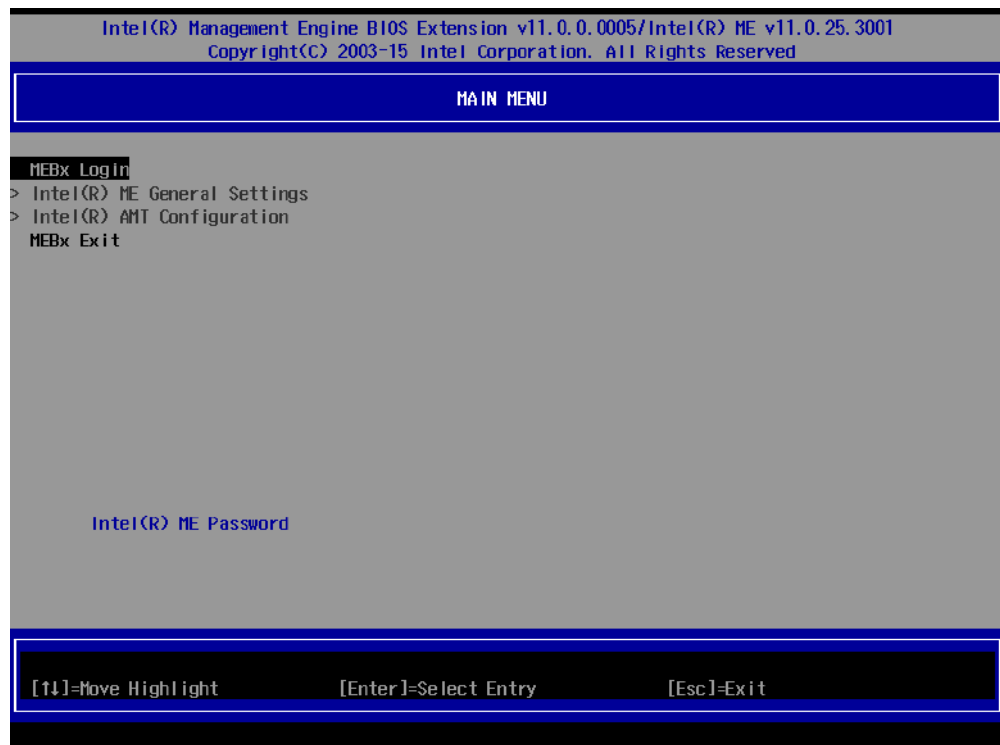 Intel(R) Management Engine BIOS Extension v11.0.0.0005/Intel(R) ME v11.0.25.3001
Copyright(C) 2003-15 Intel Corporation. All Rights Reserved
MAIN MENU
MEBx Login
> Intel(R) ME General Settings
> Intel(R) AMT Configuration
MEBx Exit
Intel(R) ME Password
[↑↓]=Move Highlight [Enter]=Select Entry [Esc]=Exit